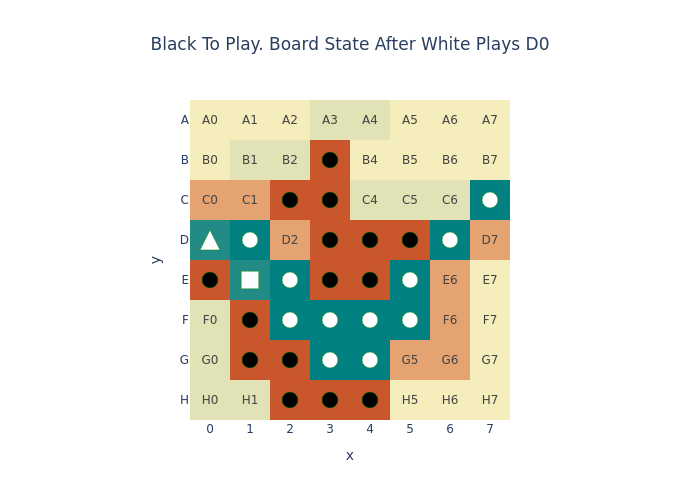 Black To Play. Board State After White Plays D0
A A0 A1 A2 A3 A4 A5 A6 A7
B B0 B1 B2 B4 B5 B6 B7
C C0 C1 C4 C5 C6
D D2 D7
E E6 E7
F F0 F6 F7
G G0 G5 G6 G7
H H0 H1 H5 H6 H7
0 1 2 3 4 5 6 7
x
y